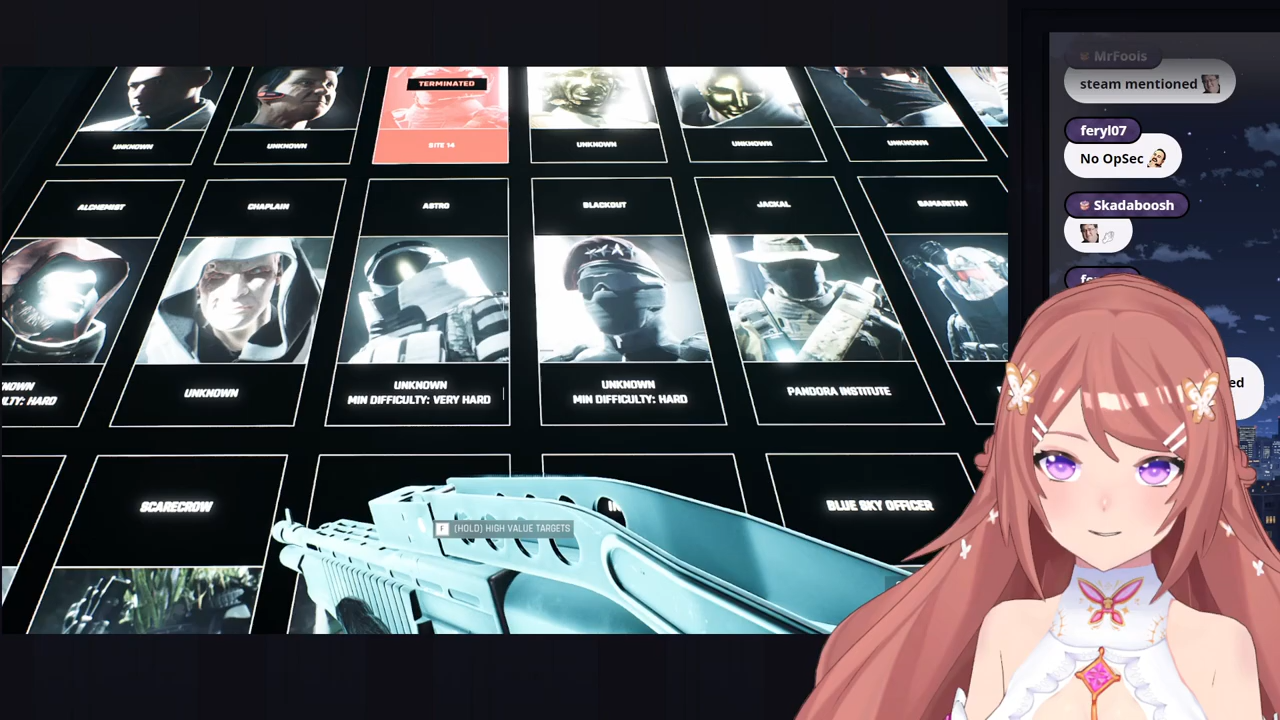 TERMINATED
UNKNOWN
UNKNOWN
SITE 14
UNKNOWN
UNKNOWN
UNKNOWN
ALCHEMIST
CHAPLAIN
ASTRO
BLACKOUT
JACKAL
SAMARITAN
UNKNOWN
UNKNOWN
MIN DIFFICULTY: VERY HARD
UNKNOWN
MIN DIFFICULTY: HARD
PANDORA INSTITUTE
HARD
SCARECROW
BLUE SKY OFFICER
F (HOLD) HIGH VALUE TARGETS
MrFoois
steam mentioned
feryl07
No OpSec
Skadaboosh